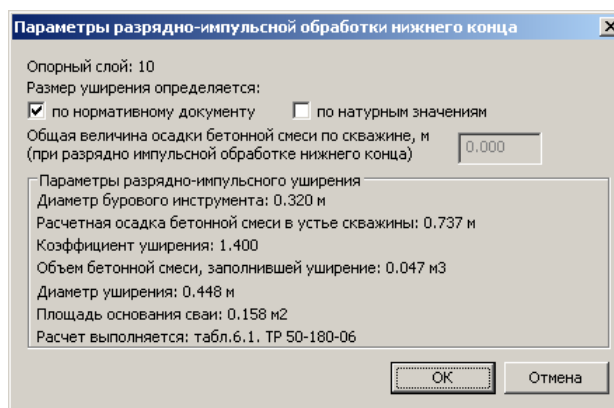 Параметры разрядно-импульсной обработки нижнего конца
Опорный слой: 10
Размер уширения определяется:
по нормативному документу по натурным значениям
Общая величина осадки бетонной смеси по скважине, м
(при разрядно импульсной обработке нижнего конца)
0.000
Параметры разрядно-импульсного уширения
Диаметр бурового инструмента: 0.320 м
Расчетная осадка бетонной смеси в устье скважины: 0.737 м
Коэффициент уширения: 1.400
Объем бетонной смеси, заполнившей уширение: 0.047 м3
Диаметр уширения: 0.448 м
Площадь основания сваи: 0.158 м2
Расчет выполняется: табл.6.1. ТР 50-180-06
OK Отмена